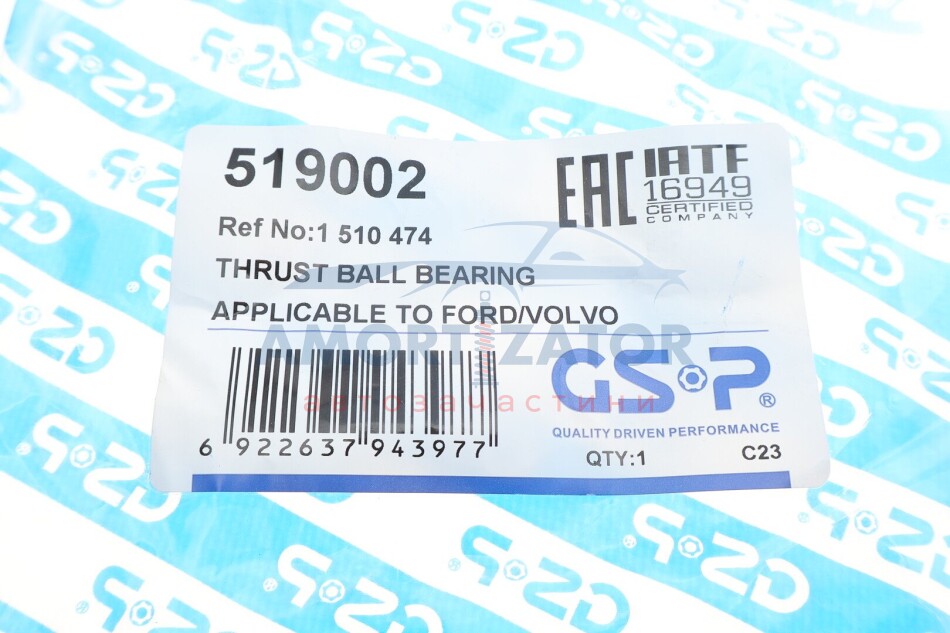 519002
EAC
IATF
16949
CERTIFIED
COMPANY
Ref No:1 510 474
THRUST BALL BEARING
APPLICABLE TO FORD/VOLVO
AMORTIZATOR
автозачастини
6 922637 943977
GSP®
QUALITY DRIVEN PERFORMANCE
QTY:1
C23